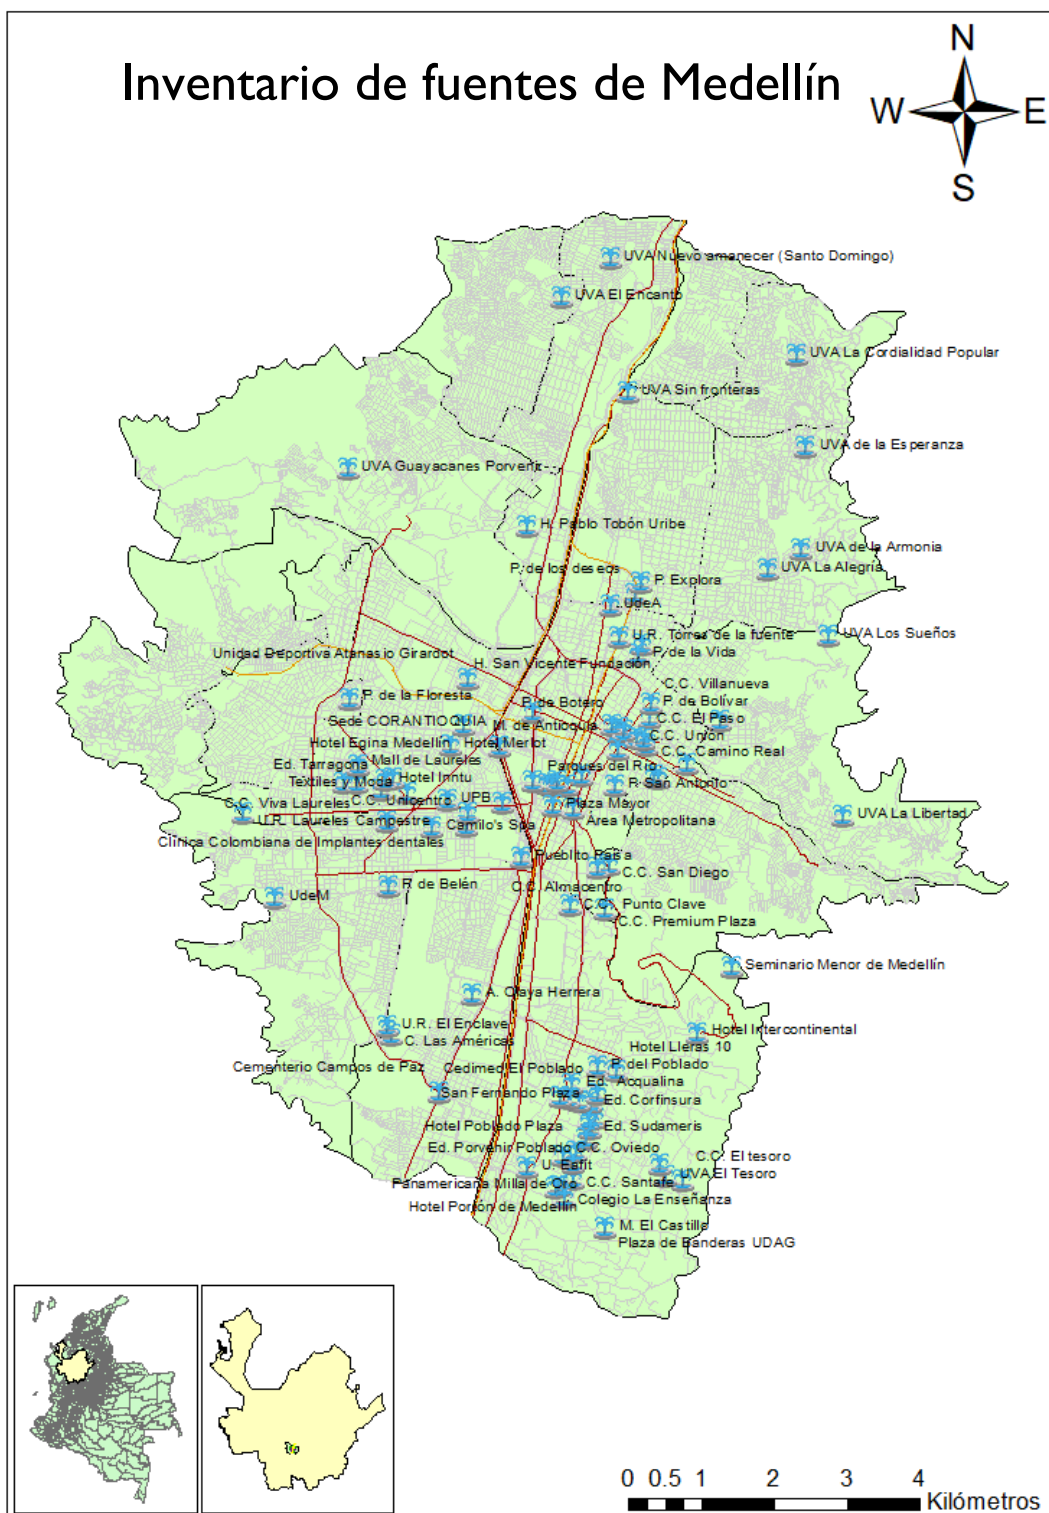 Inventario de fuentes de Medellín
N
W
E
S
UVA Nuevo amanecer (Santo Domingo)
UVA El Encanto
UVA La Cordialidad Popular
UVA Sin fronteras
UVA de la Esperanza
UVA Guayacanes Porvenir
H. Pablo Tobón Uribe
UVA de la Armonia
P. de los deseos
UVA La Alegría
P. Explora
UdeA
U.R. Torres de la fuente
UVA Los Sueños
Unidad Deportiva Atanasio Girardot
P. de la Vida
H. San Vicente Fundación
C.C. Villanueva
P. de la Floresta
P. de Botero
P. de Bolívar
Sede CORANTIOQUIA
M. de Antioquia
C.C. El Paso
Hotel Egina Medellín
Hotel Merlot
C.C. Unión
C.C. Camino Real
Ed. Tarragona
Mall de Laureles
Parques del Río
Textiles y Moda
Hotel Inntu
P. San Antonio
C.C. Viva Laureles
C.C. Unicentro
UPB
Plaza Mayor
UVA La Libertad
U.R. Laureles Campestre
Camilo's Spa
Área Metropolitana
Clínica Colombiana de Implantes dentales
Pueblito Paisa
C.C. San Diego
UdeM
P. de Belén
C.C. Almacentro
C.C. Punto Clave
C.C. Premium Plaza
Seminario Menor de Medellín
A. Olaya Herrera
U.R. El Enclave
Hotel Intercontinental
C. Las Américas
Hotel Lleras 10
Cementerio Campos de Paz
Cedimed El Poblado
P. del Poblado
Ed. Acqualina
San Fernando Plaza
Ed. Corfinsura
Hotel Poblado Plaza
Ed. Sudameris
Ed. Porvenir Poblado
C.C. Oviedo
C.C. El tesoro
U. Eafit
UVA El Tesoro
Panamericana Milla de Oro
C.C. Santafe
Colegio La Enseñanza
Hotel Portón de Medellín
M. El Castillo
Plaza de Banderas UDAG
0 0.5 1 2 3 4
Kilómetros